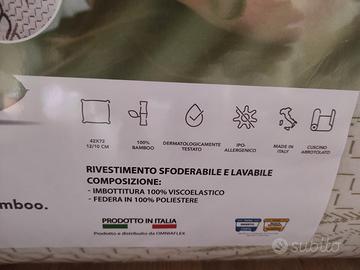 42X72
12/10 CM
100%
BAMBOO
DERMATOLOGICAMENTE
TESTATO
IPO-
ALLERGENICO
MADE IN
ITALY
CUSCINO
ARROTOLATO
RIVESTIMENTO SFODERABILE E LAVABILE
COMPOSIZIONE:
- IMBOTTITURA 100% VISCOELASTICO
- FEDERA IN 100% POLIESTERE
mboo.
PRODOTTO IN ITALIA
Prodotto e distribuito da OMNIAFLEX
subito